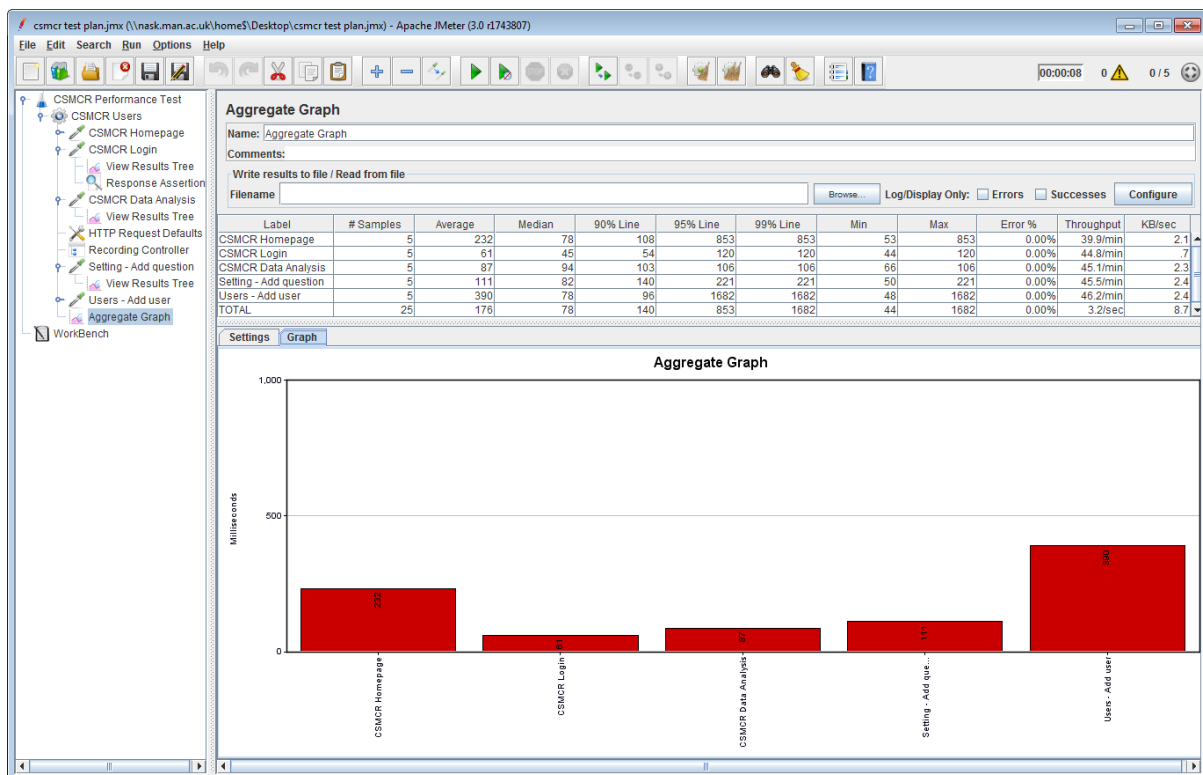 csmcr test plan.jmx (\\nask.man.ac.uk\home$\Desktop\csmcr test plan.jmx) - Apache JMeter (3.0 r1743807)
File Edit Search Run Options Help
00:00:08 0 0 / 5
CSMCR Performance Test
CSMCR Users
CSMCR Homepage
CSMCR Login
View Results Tree
Response Assertion
CSMCR Data Analysis
View Results Tree
HTTP Request Defaults
Recording Controller
Setting - Add question
View Results Tree
Users - Add user
Aggregate Graph
WorkBench
Aggregate Graph
Name: Aggregate Graph
Comments:
Write results to file / Read from file
Filename Browse... Log/Display Only: Errors Successes Configure
Label # Samples Average Median 90% Line 95% Line 99% Line Min Max Error % Throughput KB/sec
CSMCR Homepage 5 232 78 108 853 853 53 853 0.00% 39.9/min 2.1
CSMCR Login 5 61 45 54 120 120 44 120 0.00% 44.8/min .7
CSMCR Data Analysis 5 87 94 103 106 106 66 106 0.00% 45.1/min 2.3
Setting - Add question 5 111 82 140 221 221 50 221 0.00% 45.5/min 2.4
Users - Add user 5 390 78 96 1682 1682 48 1682 0.00% 46.2/min 2.4
TOTAL 25 176 78 140 853 1682 44 1682 0.00% 3.2/sec 8.7
Settings Graph
Aggregate Graph
Milliseconds
1,000
500
0
232
61
87
111
390
CSMCR Homepage
CSMCR Login
CSMCR Data Analysis
Setting - Add que...
Users - Add user